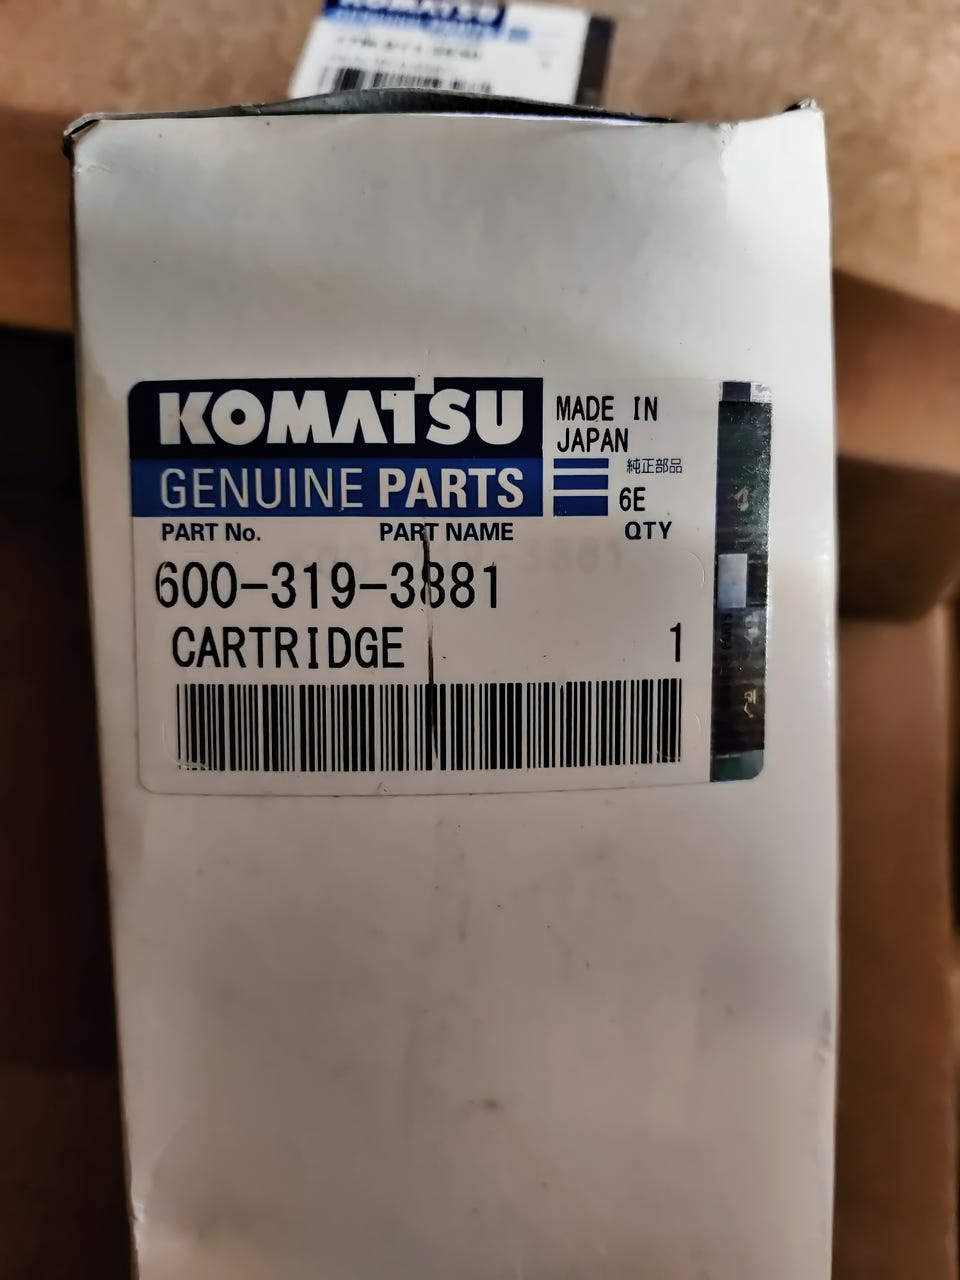 KOMATSU
KOMATSU
GENUINE PARTS
MADE IN
JAPAN
純正部品
6E
PART No.
PART NAME
QTY
600-319-3881
CARTRIDGE
1